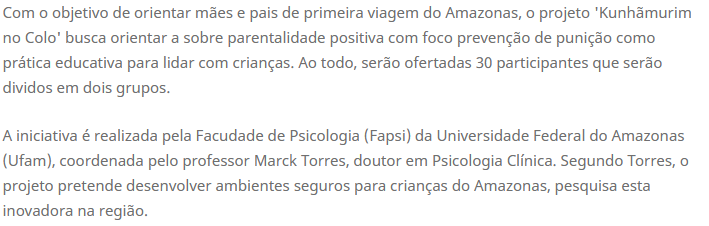 Com o objetivo de orientar mães e pais de primeira viagem do Amazonas, o projeto 'Kunhãmurim
no Colo' busca orientar a sobre parentalidade positiva com foco prevenção de punição como
prática educativa para lidar com crianças. Ao todo, serão ofertadas 30 participantes que serão
dividos em dois grupos.
A iniciativa é realizada pela Facudade de Psicologia (Fapsi) da Universidade Federal do Amazonas
(Ufam), coordenada pelo professor Marck Torres, doutor em Psicologia Clínica. Segundo Torres, o
projeto pretende desenvolver ambientes seguros para crianças do Amazonas, pesquisa esta
inovadora na região.